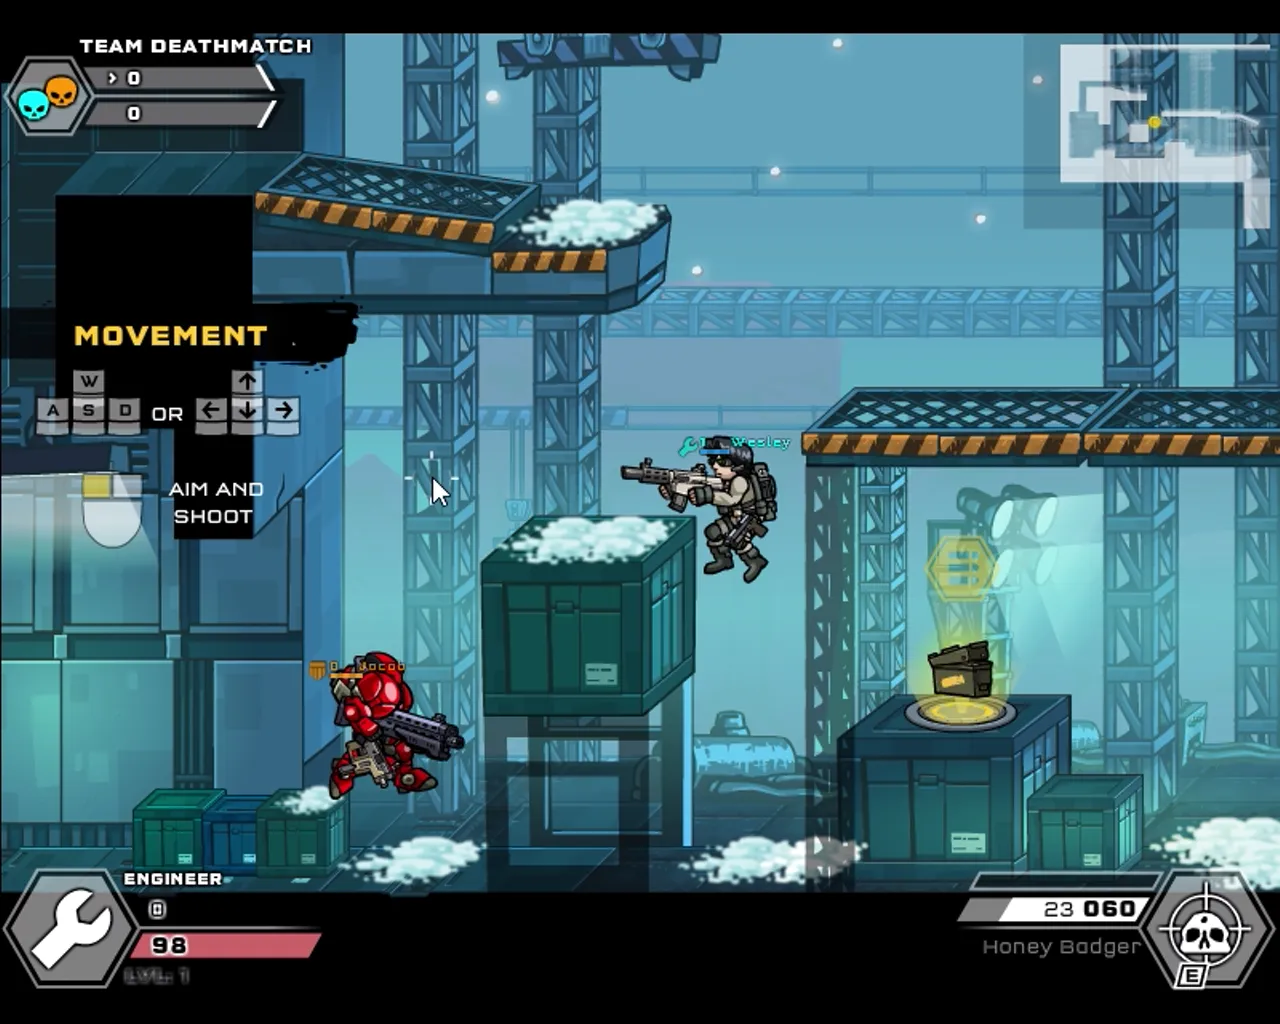 TEAM DEATHMATCH
> 0
0
MOVEMENT
W
A S D OR
AIM AND
SHOOT
Wesley
ENGINEER
0
98
LVL: 1
23 060
Honey Badger
E